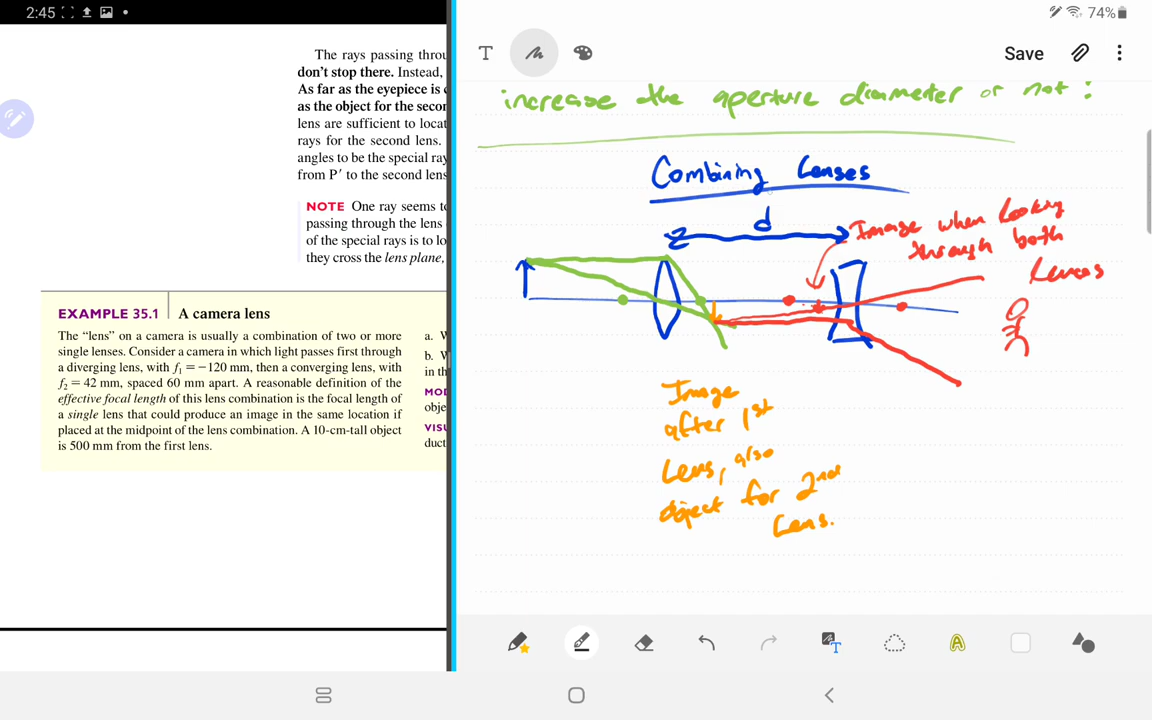 2:45
74%
The rays passing throu
don't stop there. Instead,
As far as the eyepiece is c
as the object for the secor
lens are sufficient to locat
rays for the second lens.
angles to be the special ray
from P′ to the second lens
NOTE One ray seems to
passing through the lens
of the special rays is to lo
they cross the lens plane,
EXAMPLE 35.1 A camera lens
The “lens” on a camera is usually a combination of two or more
single lenses. Consider a camera in which light passes first through
a diverging lens, with f₁ = −120 mm, then a converging lens, with
f₂ = 42 mm, spaced 60 mm apart. A reasonable definition of the
effective focal length of this lens combination is the focal length of
a single lens that could produce an image in the same location if
placed at the midpoint of the lens combination. A 10-cm-tall object
is 500 mm from the first lens.
a. W
b. W
in th
MOD
obje
VISU
duct
T
Save
increase the aperture diammeter or not:
Combining Lenses
d
Image when looking
through both
Lenses
Image
after 1st
Lens, also
object for 2nd
Lens.
T
A